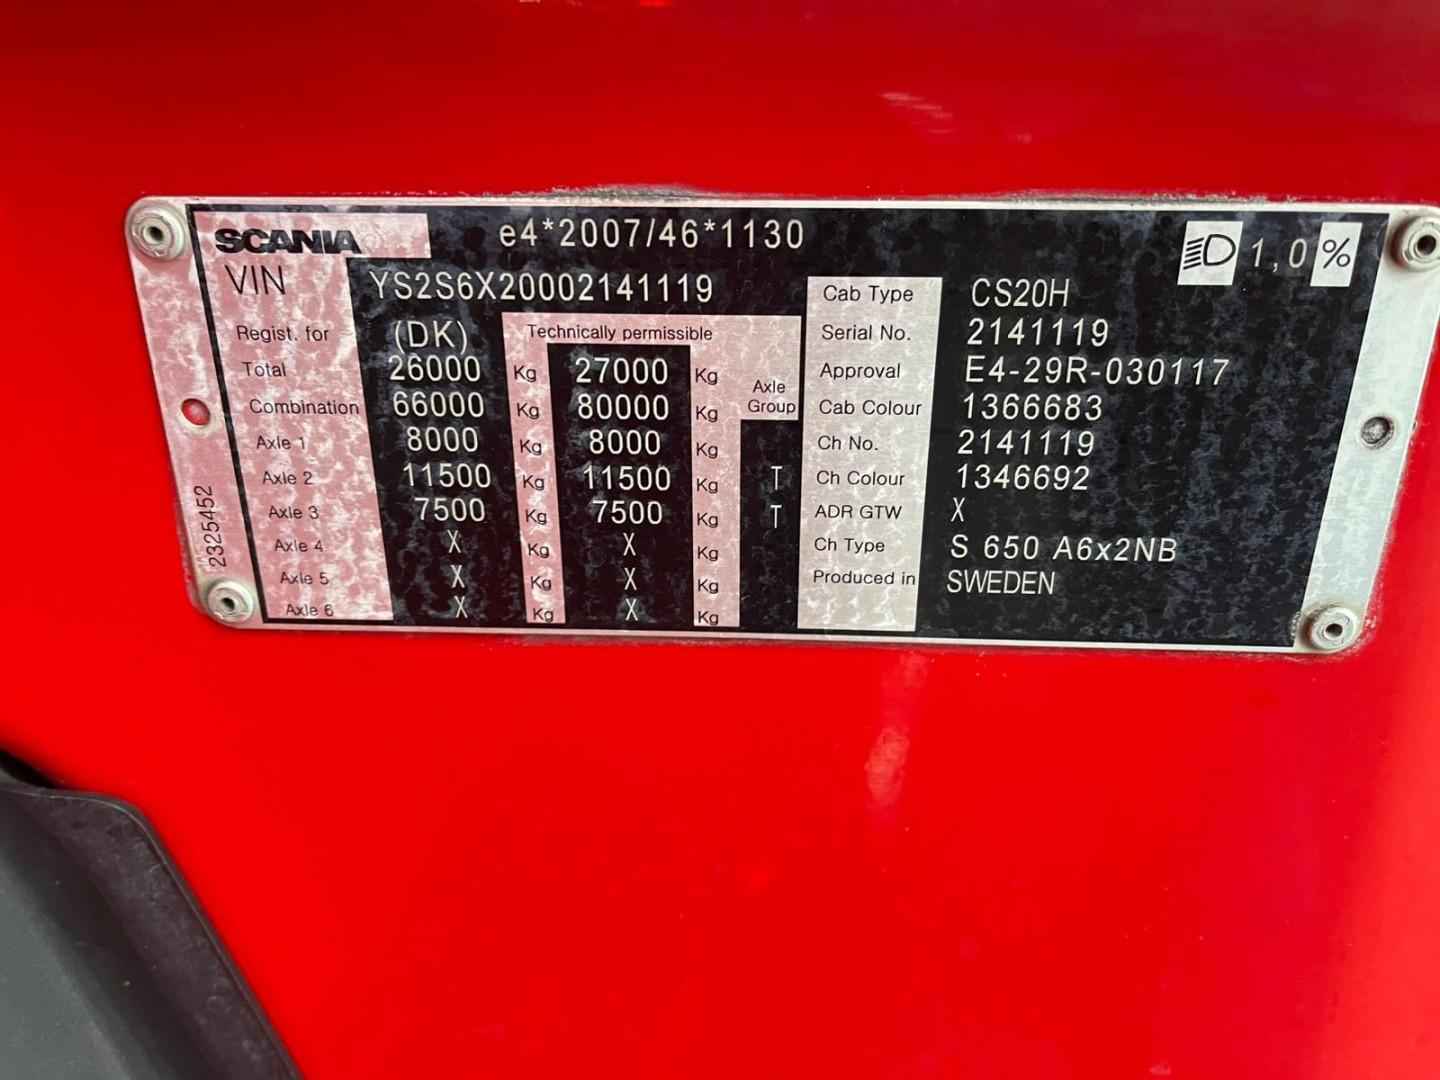 SCANIA e4*2007/46*1130 1,0 %
VIN YS2S6X20002141119
Regist. for (DK) Technically permissible
Total 26000 Kg 27000 Kg
Combination 66000 Kg 80000 Kg Axle Group
Axle 1 8000 Kg 8000 Kg
Axle 2 11500 Kg 11500 Kg T
Axle 3 7500 Kg 7500 Kg T
Axle 4 X Kg X Kg
Axle 5 X Kg X Kg
Axle 6 X Kg X Kg
Cab Type CS20H
Serial No. 2141119
Approval E4-29R-030117
Cab Colour 1366683
Ch No. 2141119
Ch Colour 1346692
ADR GTW X
Ch Type S 650 A6x2NB
Produced in SWEDEN
2325452